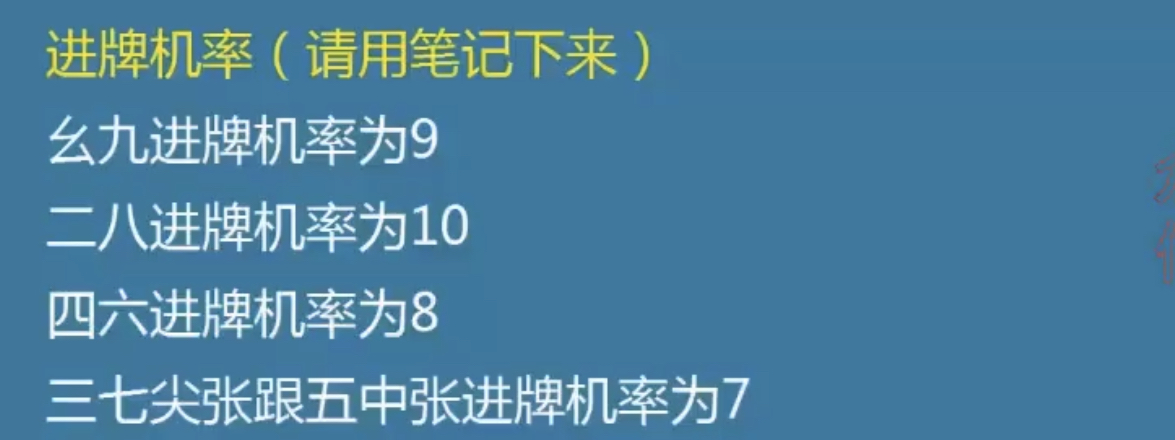 进牌机率（请用笔记下来）
幺九进牌机率为9
二八进牌机率为10
四六进牌机率为8
三七尖张跟五中张进牌机率为7